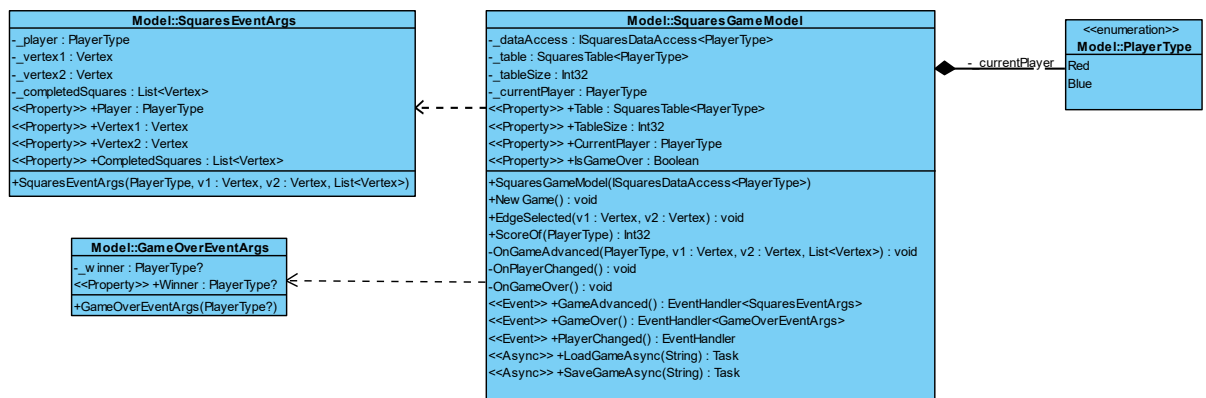 Model::SquaresEventArgs
-_player : PlayerType
-_vertex1 : Vertex
-_vertex2 : Vertex
-_completedSquares : List<Vertex>
<<Property>> +Player : PlayerType
<<Property>> +Vertex1 : Vertex
<<Property>> +Vertex2 : Vertex
<<Property>> +CompletedSquares : List<Vertex>
+SquaresEventArgs(PlayerType, v1 : Vertex, v2 : Vertex, List<Vertex>)
Model::GameOverEventArgs
-_winner : PlayerType?
<<Property>> +Winner : PlayerType?
+GameOverEventArgs(PlayerType?)
Model::SquaresGameModel
-_dataAccess : ISquaresDataAccess<PlayerType>
-_table : SquaresTable<PlayerType>
-_tableSize : Int32
-_currentPlayer : PlayerType
<<Property>> +Table : SquaresTable<PlayerType>
<<Property>> +TableSize : Int32
<<Property>> +CurrentPlayer : PlayerType
<<Property>> +IsGameOver : Boolean
+SquaresGameModel(ISquaresDataAccess<PlayerType>)
+New Game() : void
+EdgeSelected(v1 : Vertex, v2 : Vertex) : void
+ScoreOf(PlayerType) : Int32
-OnGameAdvanced(PlayerType, v1 : Vertex, v2 : Vertex, List<Vertex>) : void
-OnPlayerChanged() : void
-OnGameOver() : void
<<Event>> +GameAdvanced() : EventHandler<SquaresEventArgs>
<<Event>> +GameOver() : EventHandler<GameOverEventArgs>
<<Event>> +PlayerChanged() : EventHandler
<<Async>> +LoadGameAsync(String) : Task
<<Async>> +SaveGameAsync(String) : Task
-_currentPlayer
<<enumeration>>
Model::PlayerType
Red
Blue